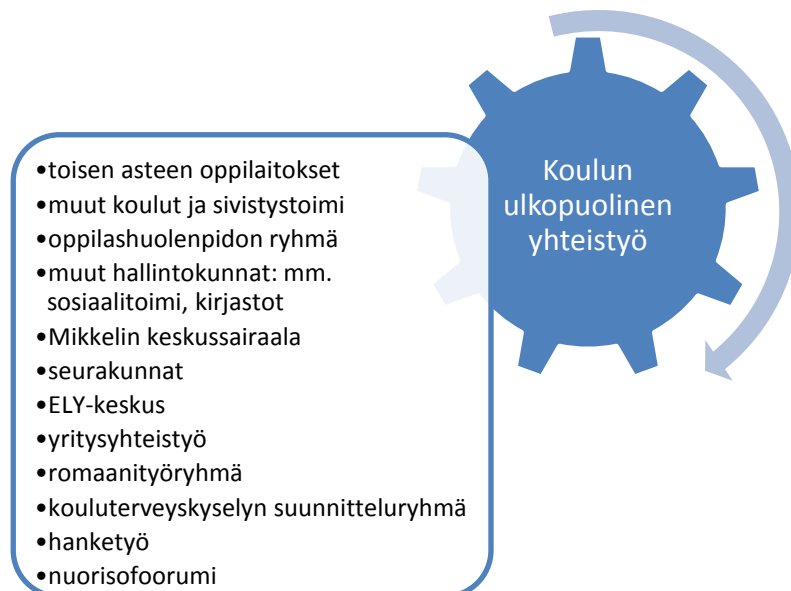 Koulun
ulkopuolinen
yhteistyö
•toisen asteen oppilaitokset
•muut koulut ja sivistystoimi
•oppilashuolenpidon ryhmä
•muut hallintokunnat: mm.
sosiaalitoimi, kirjastot
•Mikkelin keskussairaala
•seurakunnat
•ELY-keskus
•yritysyhteistyö
•romaanityöryhmä
•kouluterveyskyselyn suunnitteluryhmä
•hanketyö
•nuorisofoorumi